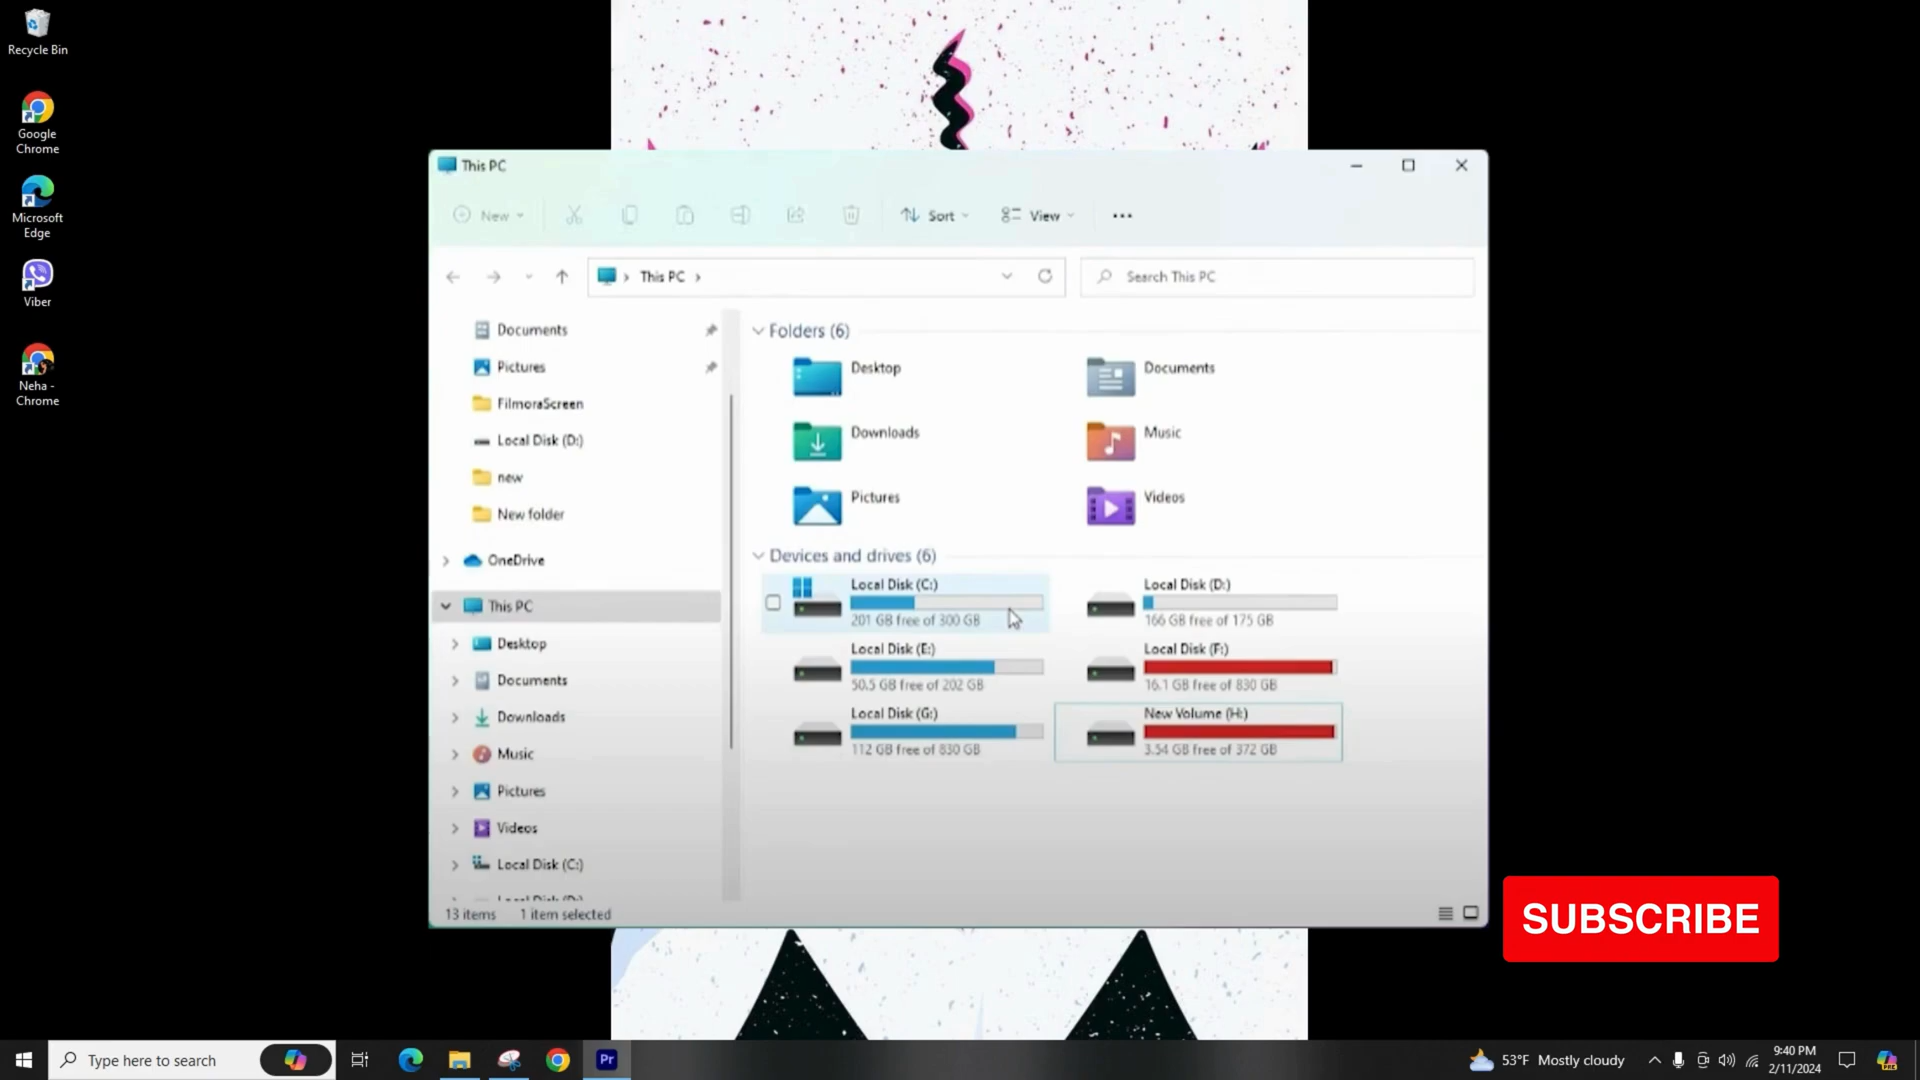 Recycle Bin
Google
Chrome
Microsoft
Edge
Viber
Neha -
Chrome
This PC
New
Sort
View
This PC
Search This PC
Documents
Pictures
FilmoraScreen
Local Disk (D:)
new
New folder
OneDrive
This PC
Desktop
Documents
Downloads
Music
Pictures
Videos
Local Disk (C:)
Local Disk (D:)
Folders (6)
Desktop
Documents
Downloads
Music
Pictures
Videos
Devices and drives (6)
Local Disk (C:)
201 GB free of 300 GB
Local Disk (D:)
166 GB free of 175 GB
Local Disk (E:)
50.5 GB free of 202 GB
Local Disk (F:)
16.1 GB free of 830 GB
Local Disk (G:)
112 GB free of 830 GB
New Volume (H:)
3.54 GB free of 372 GB
13 items
1 item selected
SUBSCRIBE
Type here to search
Pr
53°F Mostly cloudy
9:40 PM
2/11/2024
PRE